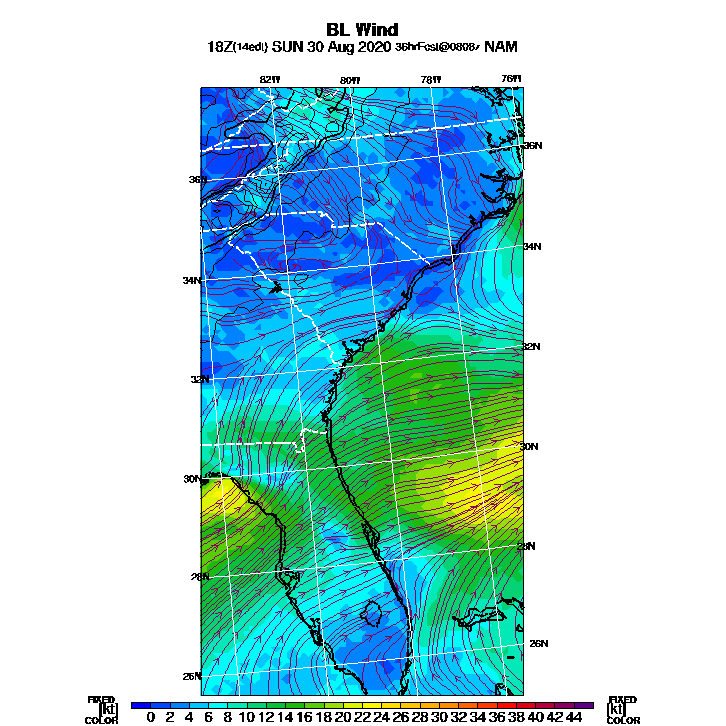 BL Wind
18Z(14edt) SUN 30 Aug 2020 36hrFcst@0808z NAM
82W 80W 78W 76W
36N
36N
34N
34N
32N
32N
30N
30N
28N
28N
26N
26N
FIXED FIXED
[kt] [kt]
COLOR COLOR
0 2 4 6 8 10 12 14 16 18 20 22 24 26 28 30 32 34 36 38 40 42 44